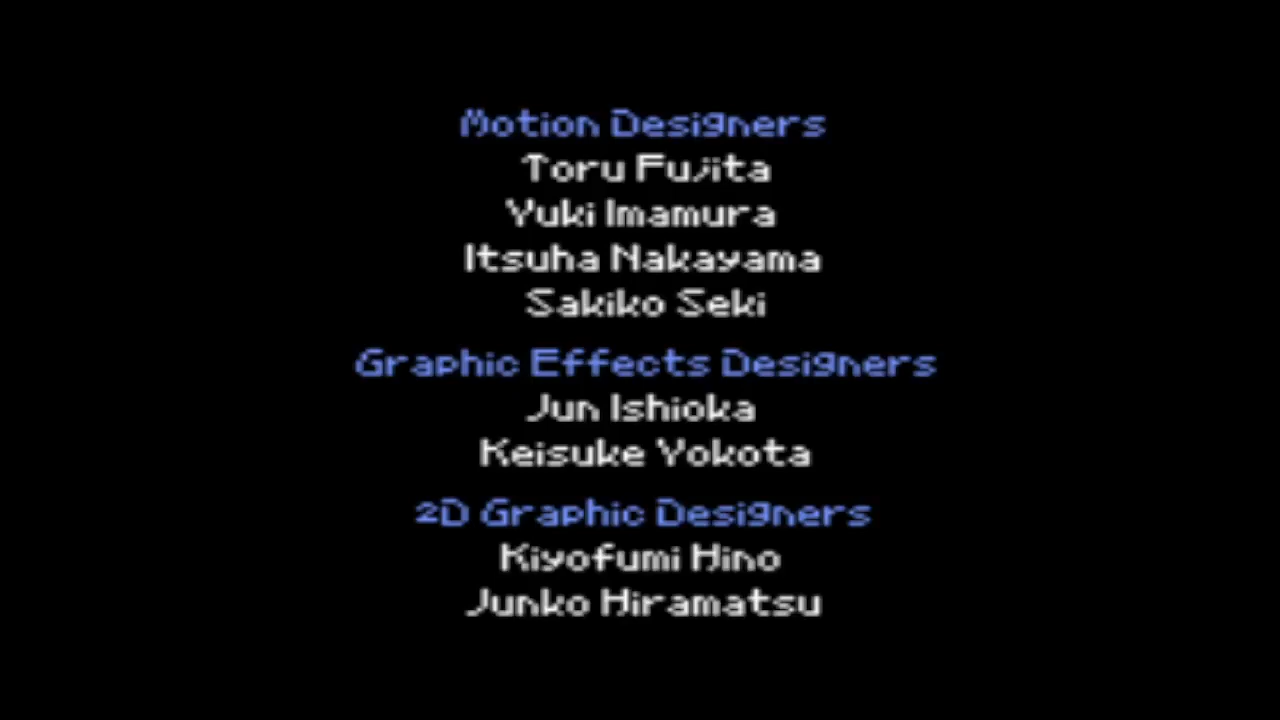 Motion Designers
Toru Fujita
Yuki Imamura
Itsuha Nakayama
Sakiko Seki
Graphic Effects Designers
Jun Ishioka
Keisuke Yokota
2D Graphic Designers
Kiyofumi Hino
Junko Hiramatsu